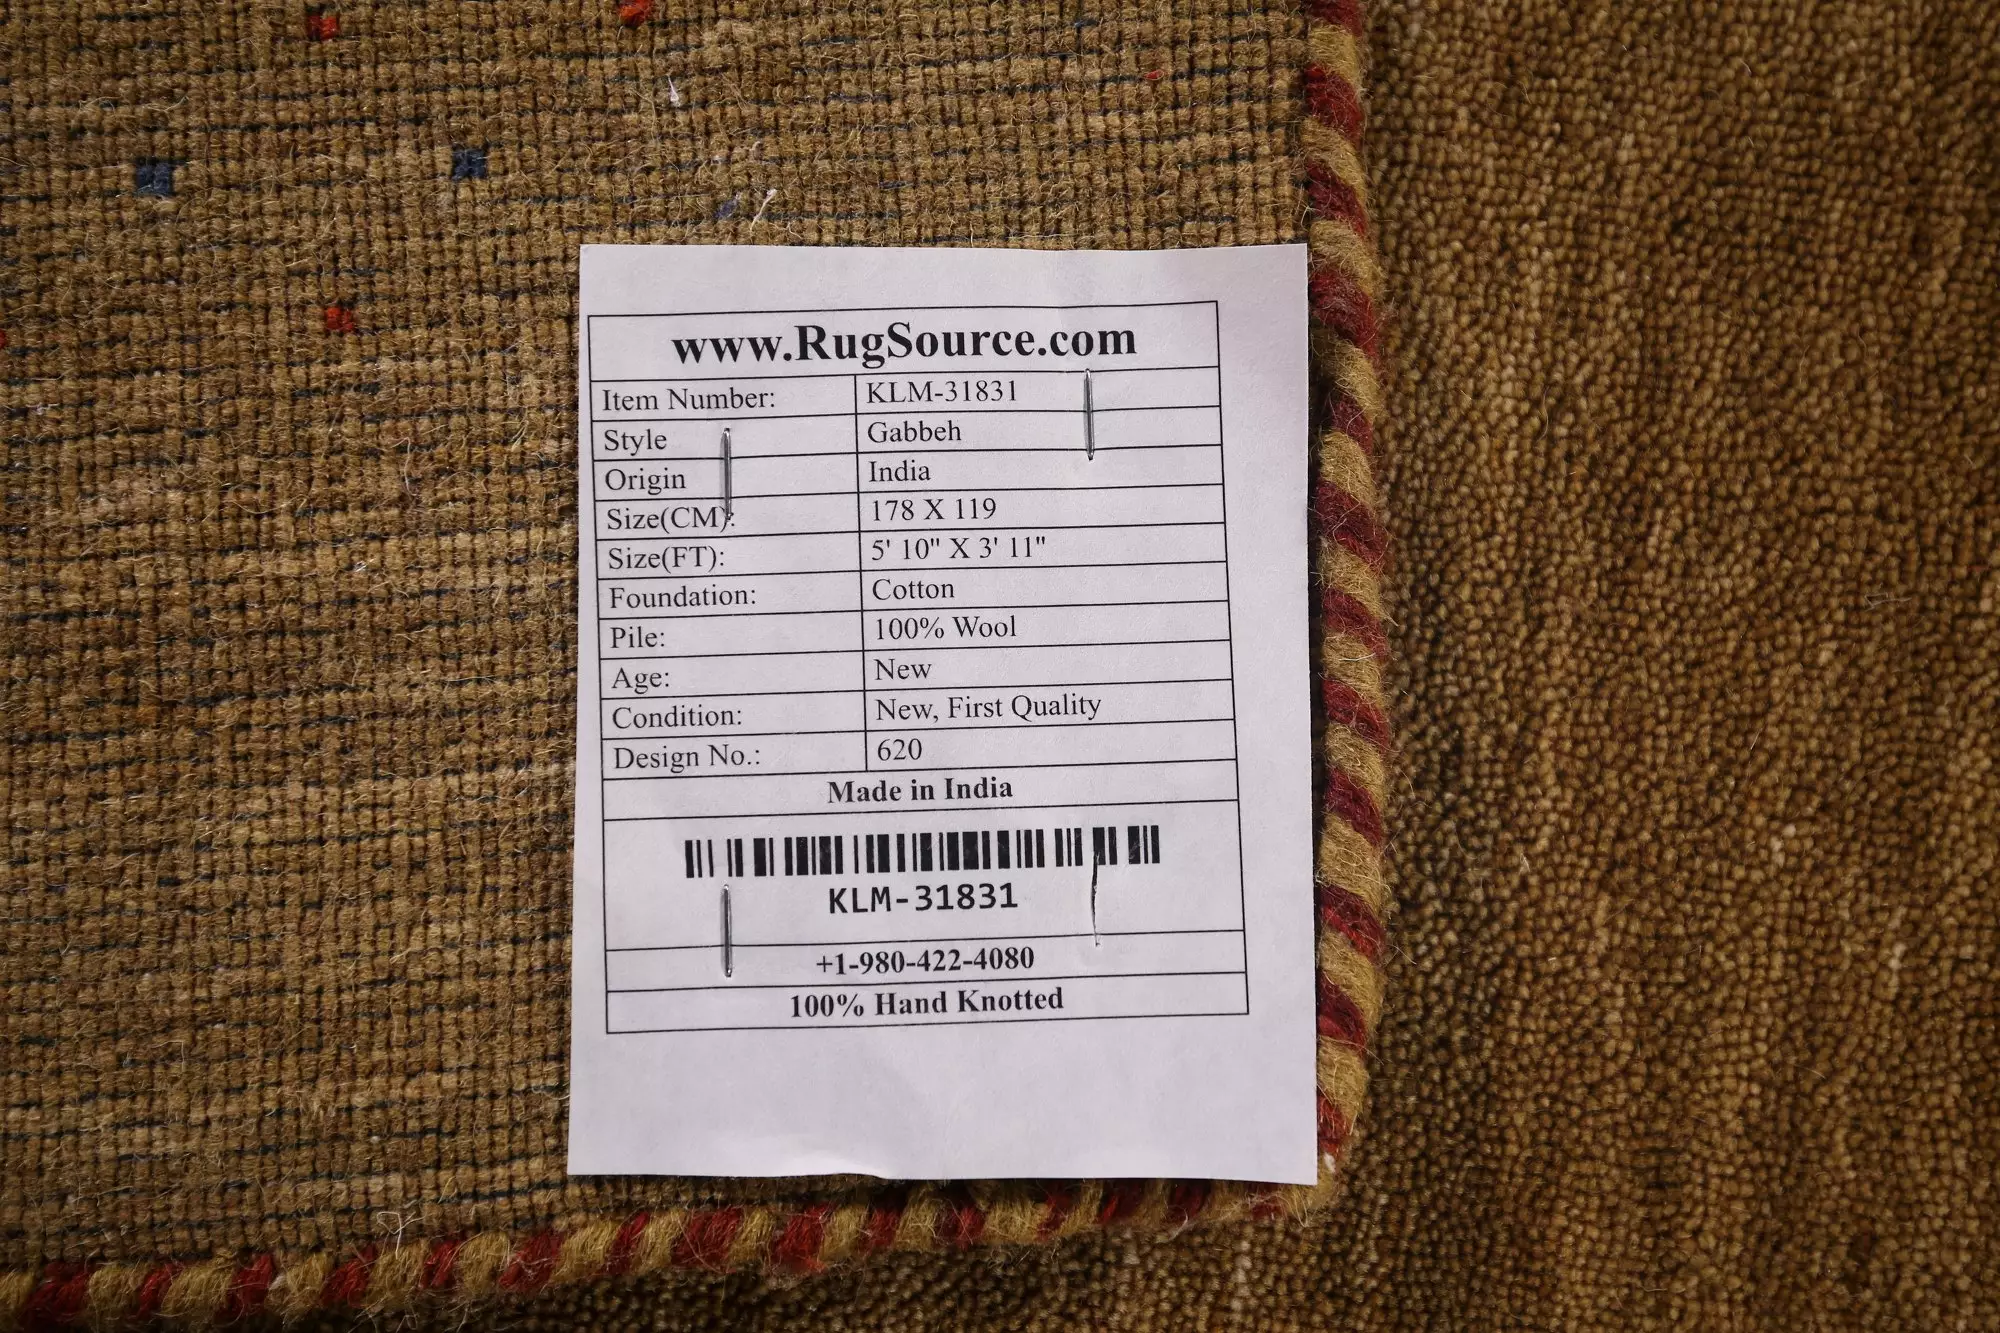 www.RugSource.com
Item Number: KLM-31831
Style Gabbeh
Origin India
Size(CM): 178 X 119
Size(FT): 5' 10" X 3' 11"
Foundation: Cotton
Pile: 100% Wool
Age: New
Condition: New, First Quality
Design No.: 620
Made in India
KLM-31831
+1-980-422-4080
100% Hand Knotted